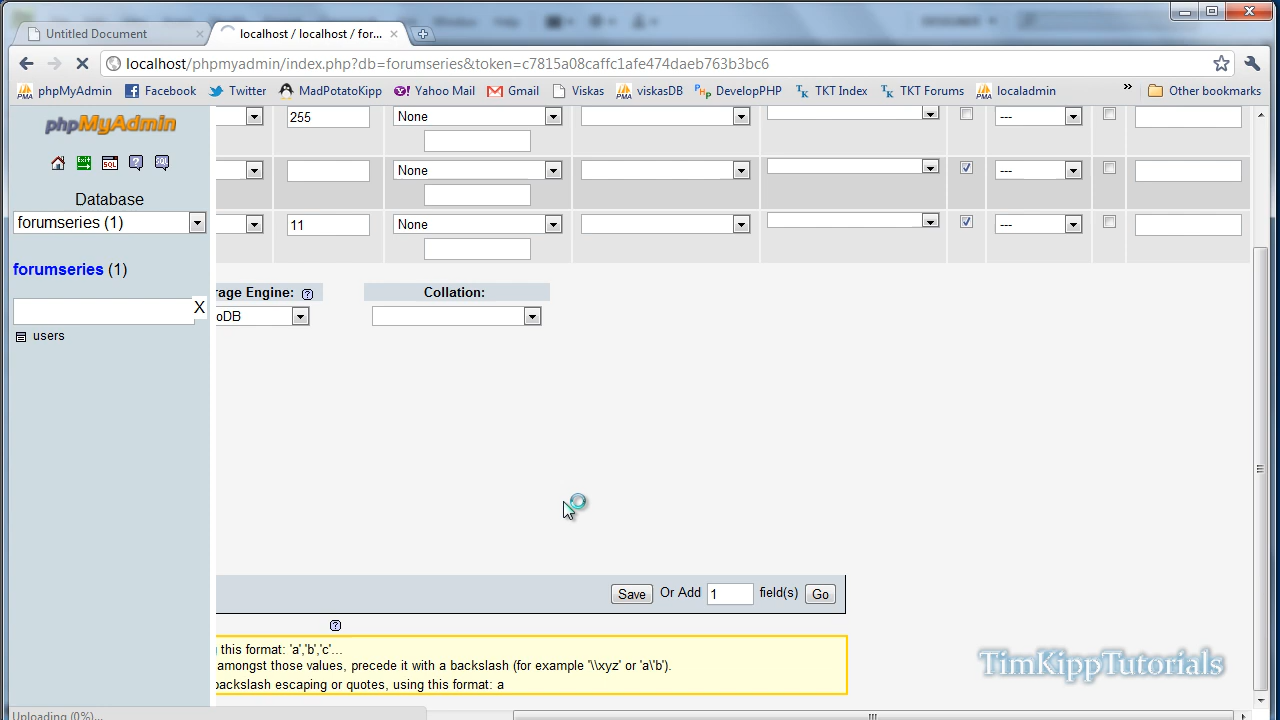 Untitled Document
localhost / localhost / for...
localhost/phpmyadmin/index.php?db=forumseries&token=c7815a08caffc1afe474daeb763b3bc6
phpMyAdmin Facebook Twitter MadPotatoKipp Yahoo Mail Gmail Viskas viskasDB DevelopPHP TKT Index TKT Forums localadmin » Other bookmarks
phpMyAdmin
255 None ---
Database
None ---
forumseries (1)
11 None ---
forumseries (1)
rage Engine: Collation:
X
oDB
users
Save Or Add 1 field(s) Go
this format: 'a','b','c'...
amongst those values, precede it with a backslash (for example '\\xyz' or 'a\'b').
backslash escaping or quotes, using this format: a
TimKippTutorials
Uploading (0%)...